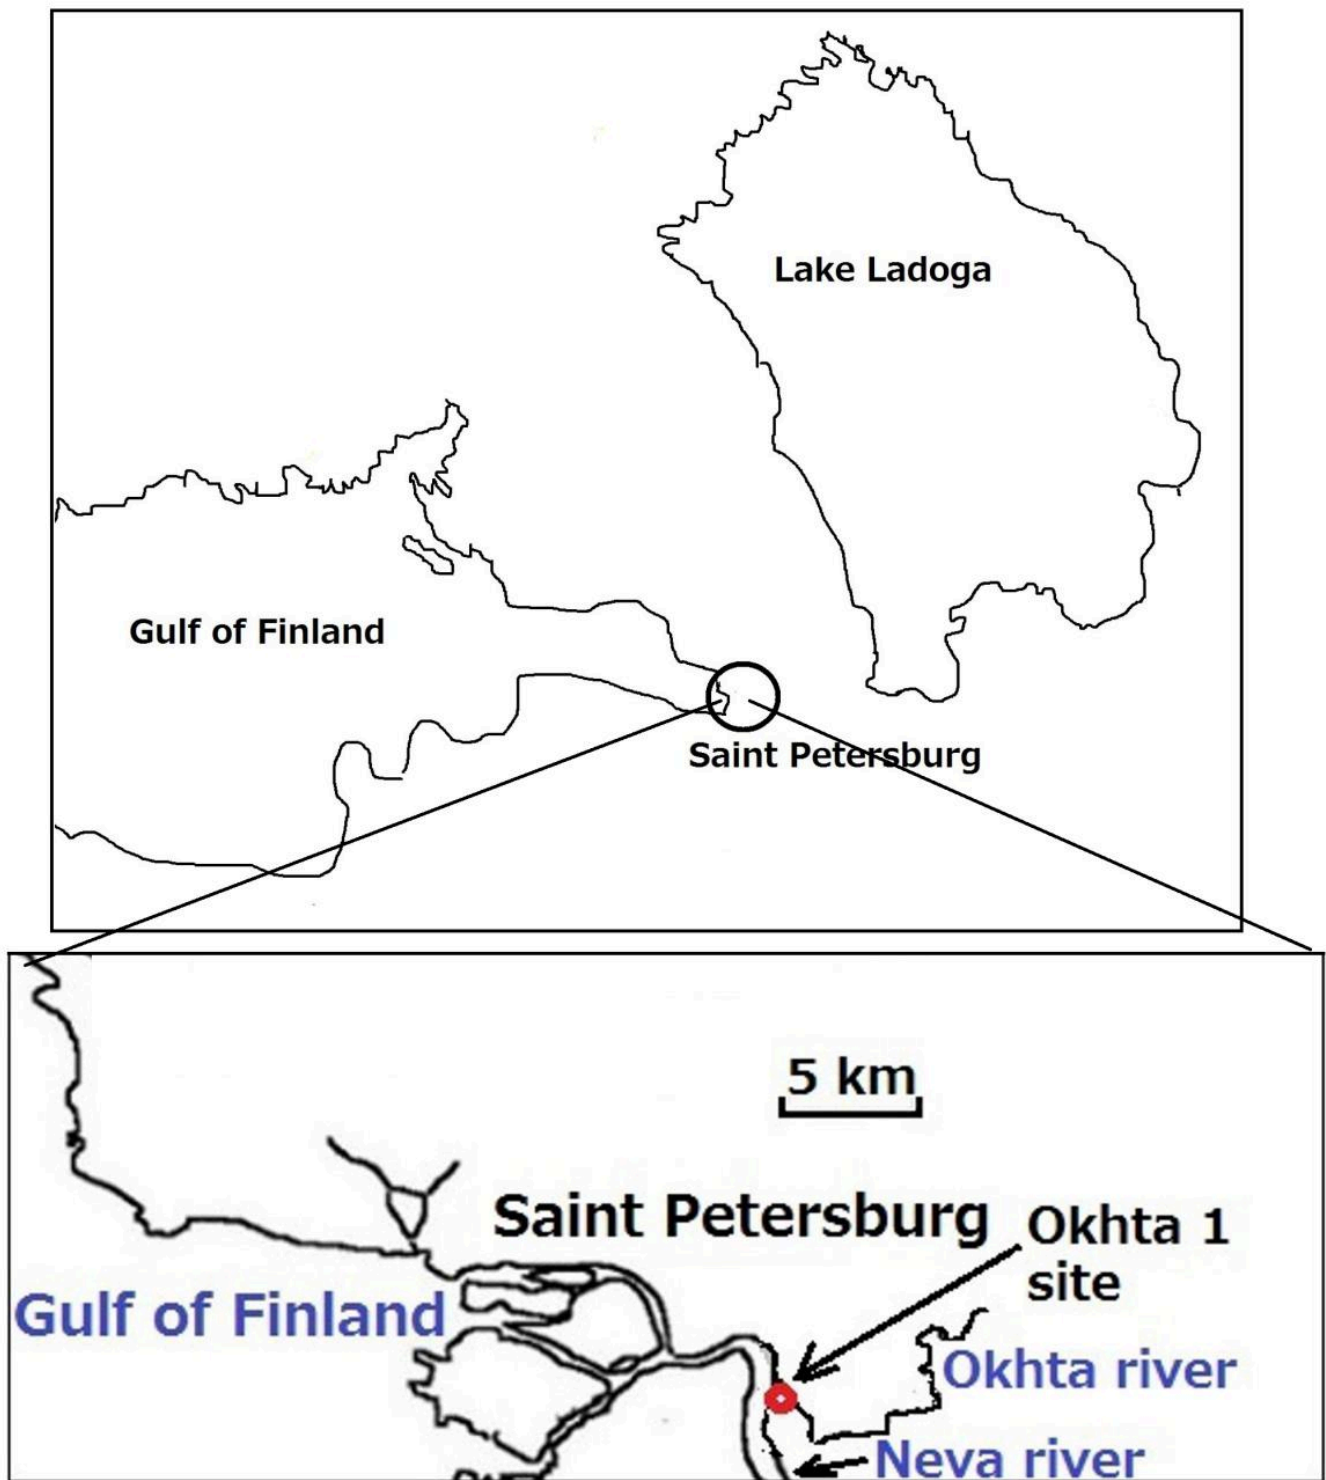 Lake Ladoga
Gulf of Finland
Saint Petersburg
5 km
Saint Petersburg
Okhta 1
site
Gulf of Finland
Okhta river
Neva river